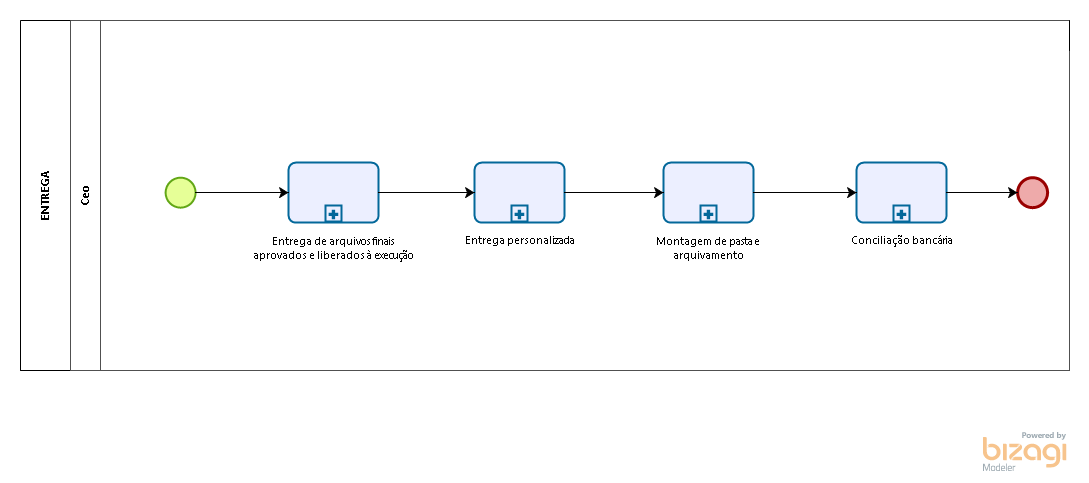 ENTREGA
Ceo
Entrega de arquivos finais
aprovados e liberados à execução
Entrega personalizada
Montagem de pasta e
arquivamento
Conciliação bancária
Powered by
bizagi
Modeler